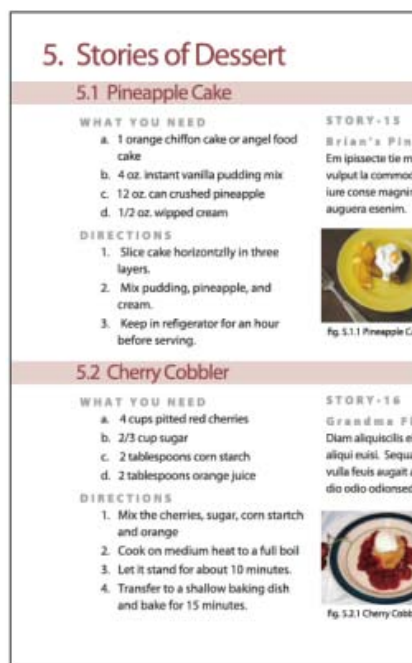 5. Stories of Dessert
5.1 Pineapple Cake
WHAT YOU NEED
a. 1 orange chiffon cake or angel food
cake
b. 4 oz. instant vanilla pudding mix
c. 12 oz. can crushed pineapple
d. 1/2 oz. wipped cream
DIRECTIONS
1. Slice cake horizontzlly in three
layers.
2. Mix pudding, pineapple, and
cream.
3. Keep in refigerator for an hour
before serving.
STORY-15
Brian's Pin
Em ipissecte tie m
vulput la commod
iure conse magnis
auguera esenim.
fig. 5.1.1 Pineapple C
5.2 Cherry Cobbler
WHAT YOU NEED
a. 4 cups pitted red cherries
b. 2/3 cup sugar
c. 2 tablespoons corn starch
d. 2 tablespoons orange juice
DIRECTIONS
1. Mix the cherries, sugar, corn startch
and orange
2. Cook on medium heat to a full boil
3. Let it stand for about 10 minutes.
4. Transfer to a shallow baking dish
and bake for 15 minutes.
STORY-16
Grandma Fl
Diam aliquiscilis e
aliqui euisi. Sequa
vulla feuis augait a
dio odio odionsed
fig. 5.2.1 Cherry Cobb